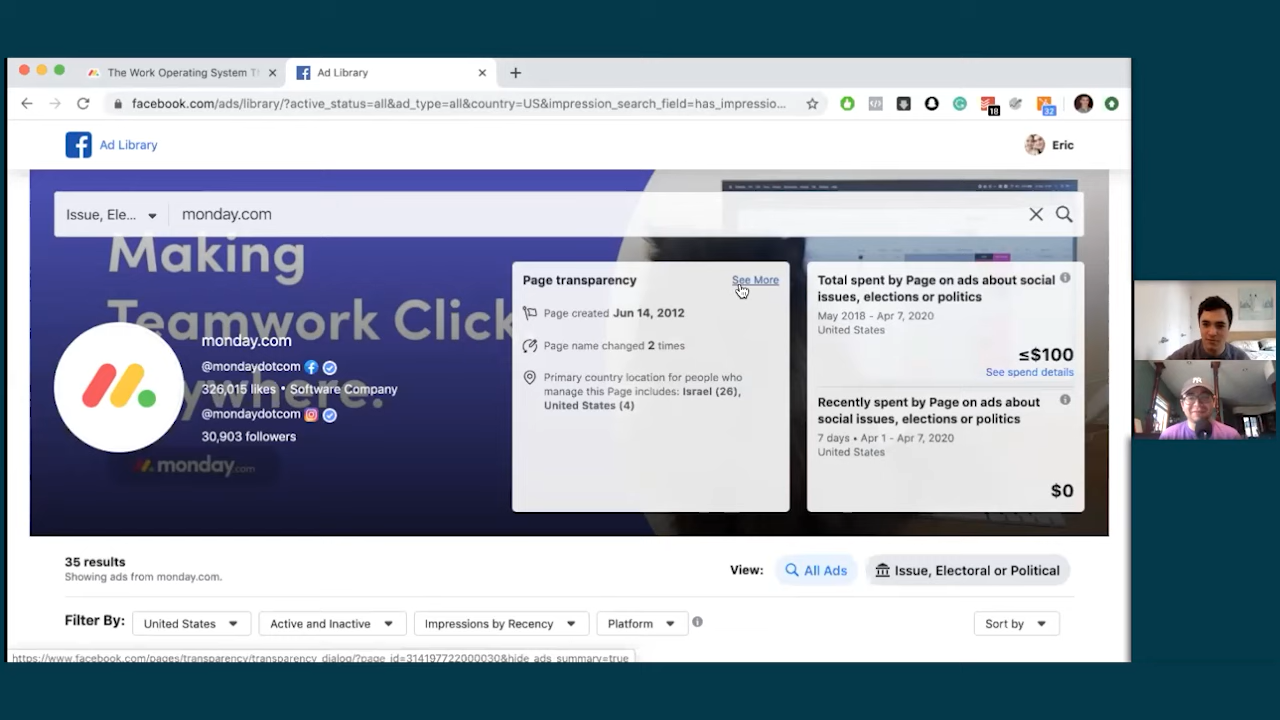 The Work Operating System Tl
Ad Library
facebook.com/ads/library/?active_status=all&ad_type=all&country=US&impression_search_field=has_impressio...
18
32
Ad Library
Eric
Issue, Ele...
monday.com
Making
Teamwork Click
ywhere.
monday.com
monday.com
@mondaydotcom
326,015 likes • Software Company
@mondaydotcom
30,903 followers
Page transparency
See More
Page created Jun 14, 2012
Page name changed 2 times
Primary country location for people who
manage this Page includes: Israel (26),
United States (4)
Total spent by Page on ads about social
issues, elections or politics
May 2018 - Apr 7, 2020
United States
≤$100
See spend details
Recently spent by Page on ads about
social issues, elections or politics
7 days • Apr 1 - Apr 7, 2020
United States
$0
35 results
Showing ads from monday.com.
View:
All Ads
Issue, Electoral or Political
Filter By:
United States
Active and Inactive
Impressions by Recency
Platform
Sort by
https://www.facebook.com/pages/transparency/transparency_dialog/?page_id=314197722000030&hide_ads_summary=true